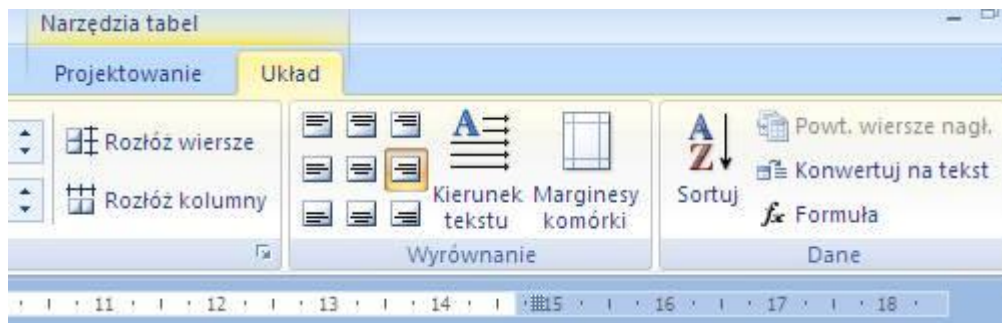 Narzędzia tabel
Projektowanie Układ
Rozłóż wiersze
Rozłóż kolumny
Kierunek tekstu
Marginesy komórki
Wyrównanie
A
Z
Sortuj
Powt. wiersze nagł.
Konwertuj na tekst
fx Formuła
Dane
11 12 13 14 15 16 17 18